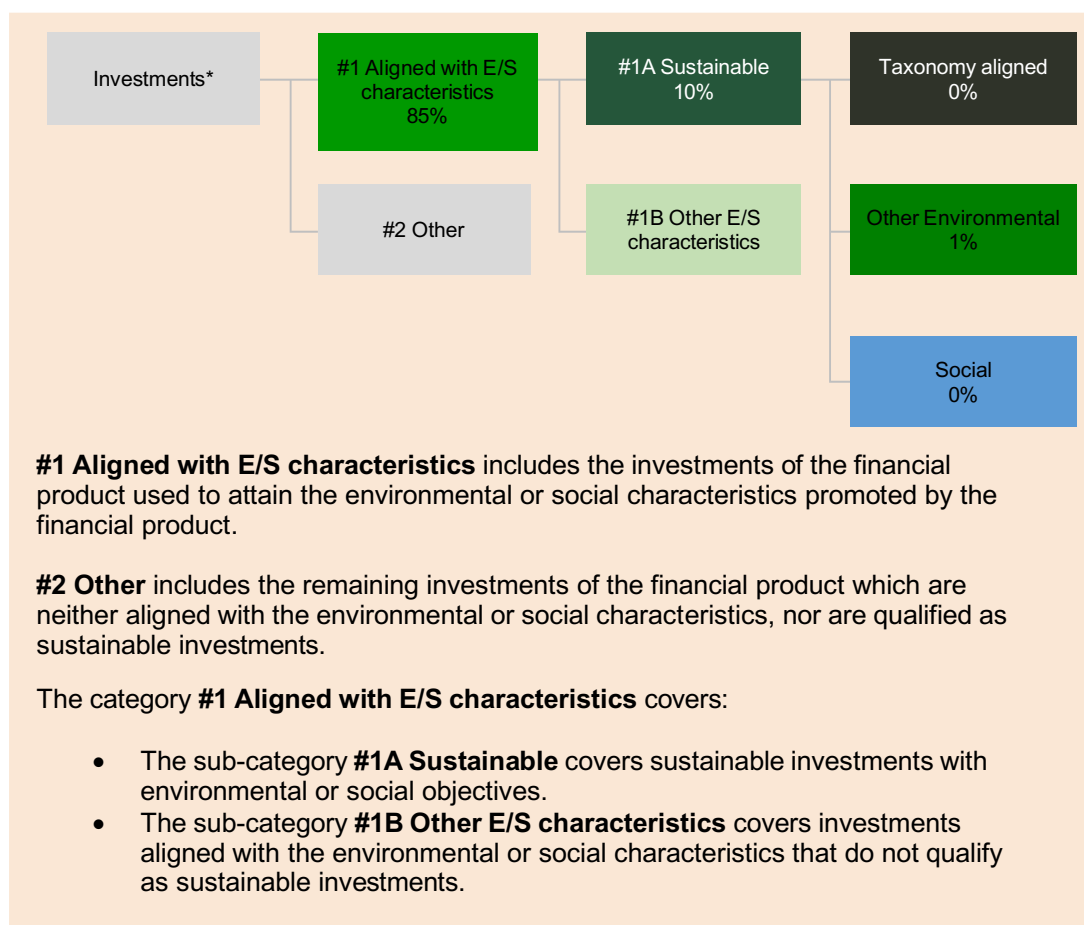 Investments*
#1 Aligned with E/S
characteristics
85%
#1A Sustainable
10%
Taxonomy aligned
0%
#2 Other
#1B Other E/S
characteristics
Other Environmental
1%
Social
0%
#1 Aligned with E/S characteristics includes the investments of the financial
product used to attain the environmental or social characteristics promoted by the
financial product.
#2 Other includes the remaining investments of the financial product which are
neither aligned with the environmental or social characteristics, nor are qualified as
sustainable investments.
The category #1 Aligned with E/S characteristics covers:
• The sub-category #1A Sustainable covers sustainable investments with
environmental or social objectives.
• The sub-category #1B Other E/S characteristics covers investments
aligned with the environmental or social characteristics that do not qualify
as sustainable investments.